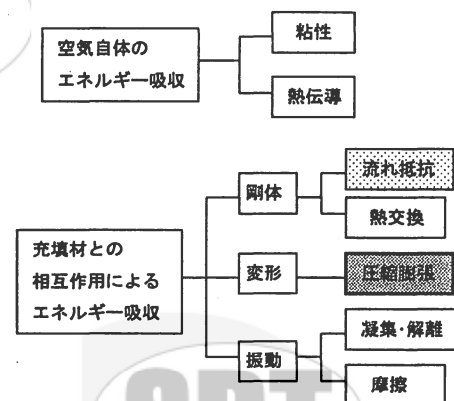 空気自体の
エネルギー吸収
粘性
熱伝導
充填材との
相互作用による
エネルギー吸収
剛体
流れ抵抗
熱交換
変形
圧縮膨張
振動
凝集・解離
摩擦